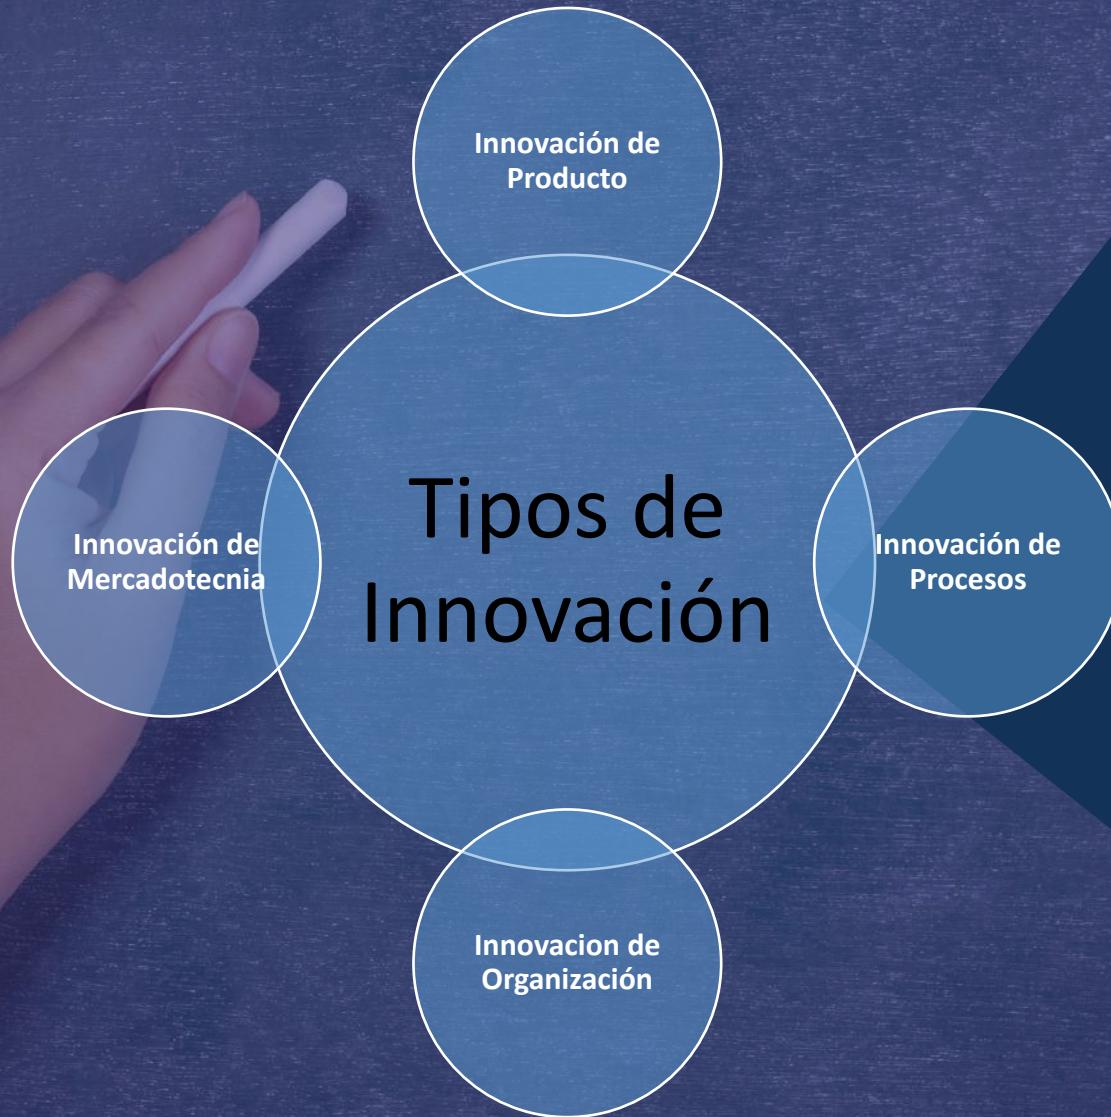 Innovación de
Producto
Tipos de
Innovación
Innovación de
Mercadotecnia
Innovación de
Procesos
Innovacion de
Organización